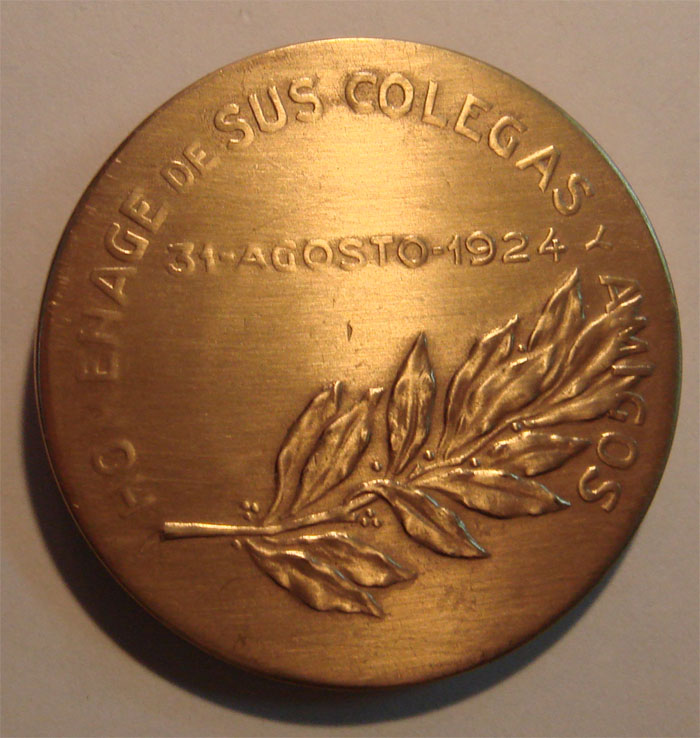 HOMENAGE DE SUS COLEGAS Y AMIGOS
31-AGOSTO-1924